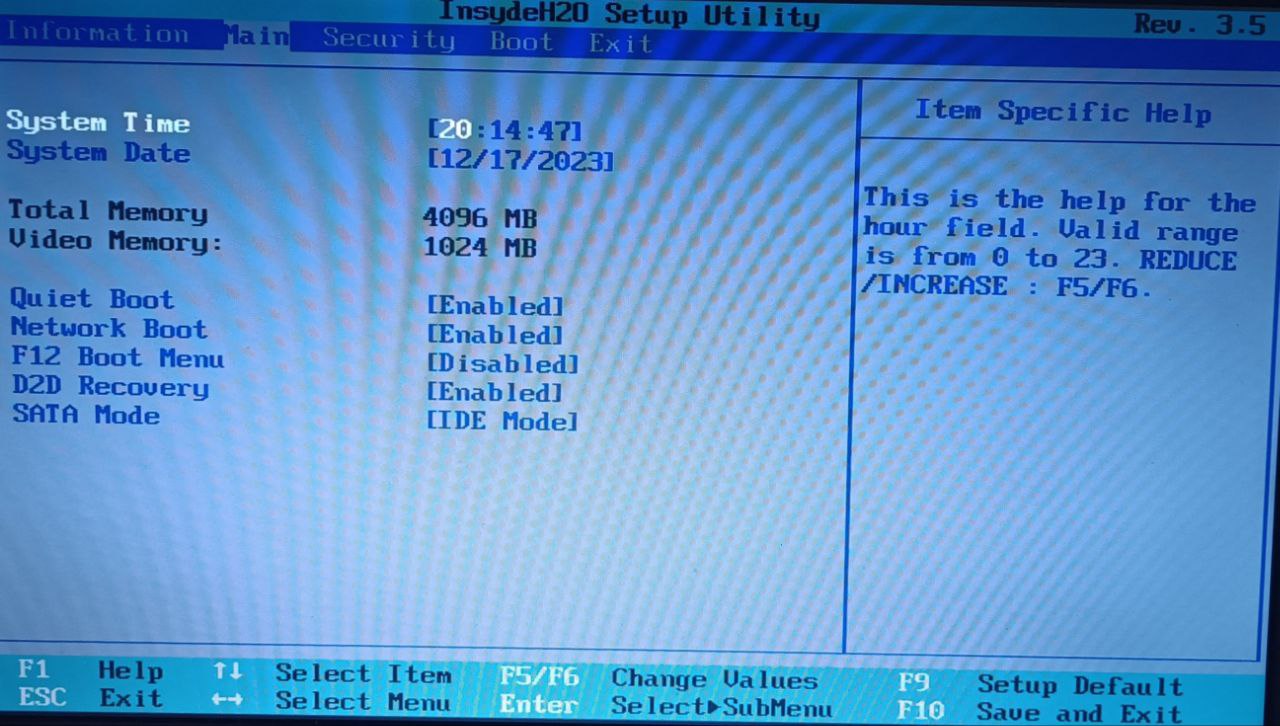 InsydeH2O Setup Utility Rev. 3.5
Information Main Security Boot Exit
System Time [20:14:47]
System Date [12/17/2023]
Total Memory 4096 MB
Video Memory: 1024 MB
Quiet Boot [Enabled]
Network Boot [Enabled]
F12 Boot Menu [Disabled]
D2D Recovery [Enabled]
SATA Mode [IDE Mode]
Item Specific Help
This is the help for the
hour field. Valid range
is from 0 to 23. REDUCE
/INCREASE : F5/F6.
F1 Help ↑↓ Select Item F5/F6 Change Values F9 Setup Default
ESC Exit ↔ Select Menu Enter Select▶SubMenu F10 Save and Exit